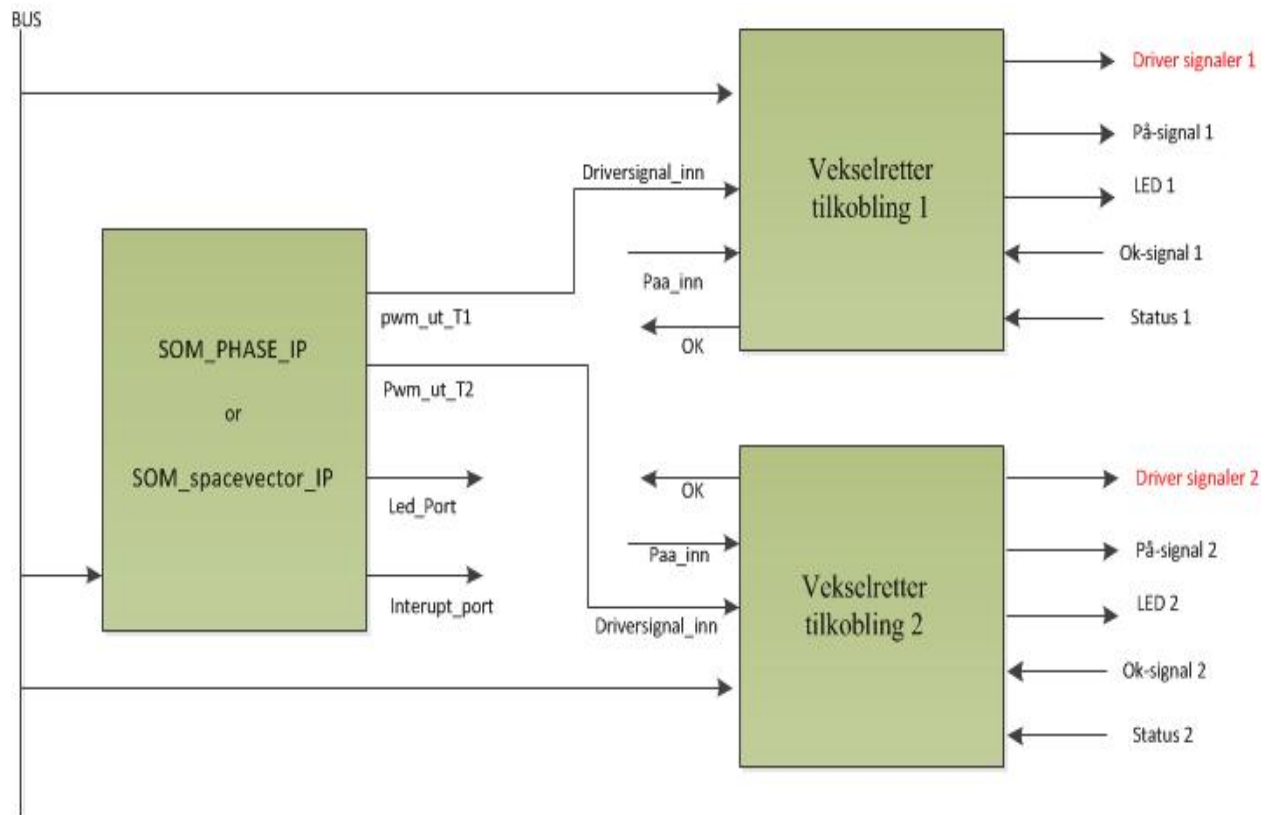 BUS
Driver signaler 1
På-signal 1
Driversignal_inn
Vekselretter
tilkobling 1
LED 1
Ok-signal 1
Paa_inn
Status 1
OK
pwm_ut_T1
SOM_PHASE_IP
or
SOM_spacevector_IP
Pwm_ut_T2
Led_Port
Interupt_port
Driver signaler 2
OK
På-signal 2
Paa_inn
Vekselretter
tilkobling 2
LED 2
Driversignal_inn
Ok-signal 2
Status 2